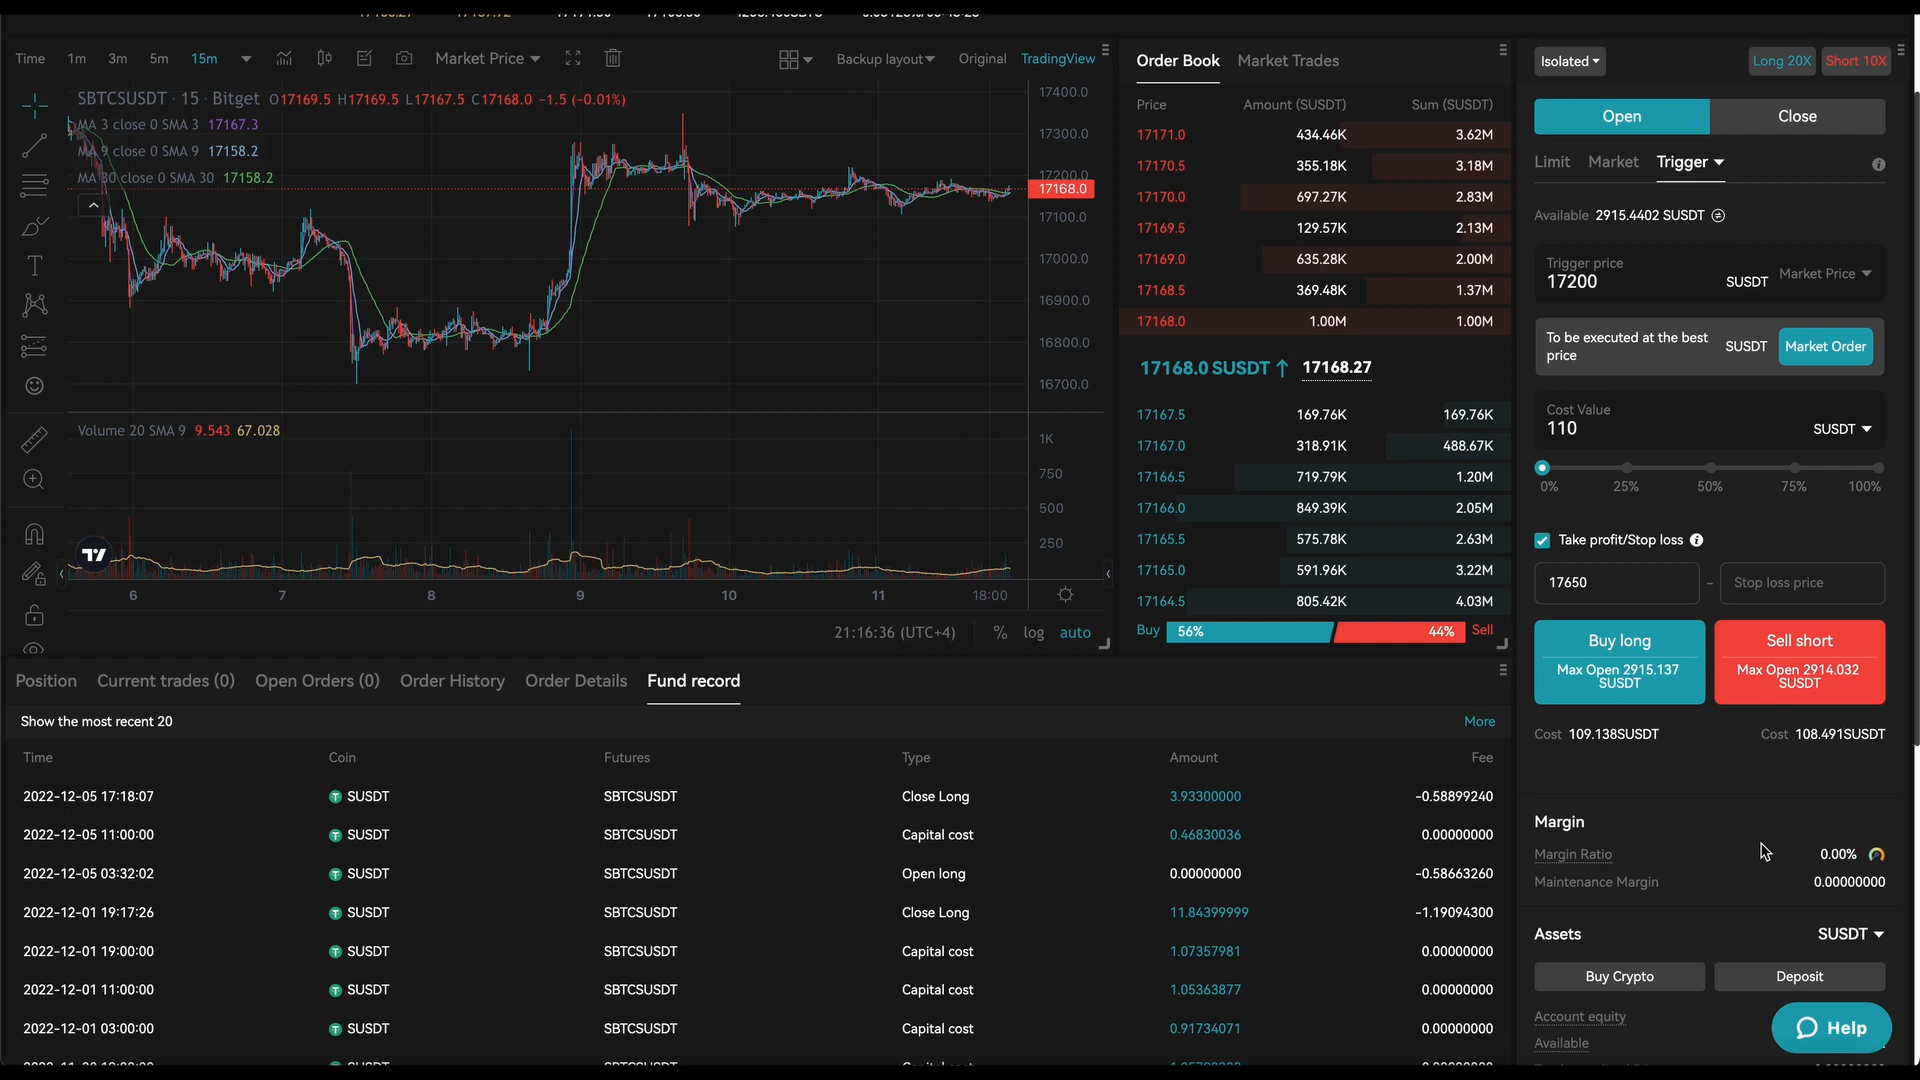 Time 1m 3m 5m 15m Market Price Backup layout Original TradingView
SBTCSUSDT · 15 · Bitget O17169.5 H17169.5 L17167.5 C17168.0 -1.5 (-0.01%)
MA 3 close 0 SMA 3 17167.3
MA 9 close 0 SMA 9 17158.2
MA 30 close 0 SMA 30 17158.2
17400.0
17300.0
17200.0
17168.0
17100.0
17000.0
16900.0
16800.0
16700.0
Volume 20 SMA 9 9.543 67.028
1K
750
500
250
6 7 8 9 10 11 18:00
21:16:36 (UTC+4) % log auto
Order Book Market Trades
Price Amount (SUSDT) Sum (SUSDT)
17171.0 434.46K 3.62M
17170.5 355.18K 3.18M
17170.0 697.27K 2.83M
17169.5 129.57K 2.13M
17169.0 635.28K 2.00M
17168.5 369.48K 1.37M
17168.0 1.00M 1.00M
17168.0 SUSDT ↑ 17168.27
17167.5 169.76K 169.76K
17167.0 318.91K 488.67K
17166.5 719.79K 1.20M
17166.0 849.39K 2.05M
17165.5 575.78K 2.63M
17165.0 591.96K 3.22M
17164.5 805.42K 4.03M
Buy 56% 44% Sell
Isolated Long 20X Short 10X
Open Close
Limit Market Trigger
Available 2915.4402 SUSDT
Trigger price
17200 SUSDT Market Price
To be executed at the best price SUSDT Market Order
Cost Value
110 SUSDT
0% 25% 50% 75% 100%
Take profit/Stop loss
17650 - Stop loss price
Buy long Sell short
Max Open 2915.137 SUSDT Max Open 2914.032 SUSDT
Cost 109.138SUSDT Cost 108.491SUSDT
Margin
Margin Ratio 0.00%
Maintenance Margin 0.00000000
Assets SUSDT
Buy Crypto Deposit
Account equity
Available
Help
Position Current trades (0) Open Orders (0) Order History Order Details Fund record
Show the most recent 20 More
Time Coin Futures Type Amount Fee
2022-12-05 17:18:07 SUSDT SBTCSUSDT Close Long 3.93300000 -0.58899240
2022-12-05 11:00:00 SUSDT SBTCSUSDT Capital cost 0.46830036 0.00000000
2022-12-05 03:32:02 SUSDT SBTCSUSDT Open long 0.00000000 -0.58663260
2022-12-01 19:17:26 SUSDT SBTCSUSDT Close Long 11.84399999 -1.19094300
2022-12-01 19:00:00 SUSDT SBTCSUSDT Capital cost 1.07357981 0.00000000
2022-12-01 11:00:00 SUSDT SBTCSUSDT Capital cost 1.05363877 0.00000000
2022-12-01 03:00:00 SUSDT SBTCSUSDT Capital cost 0.91734071 0.00000000